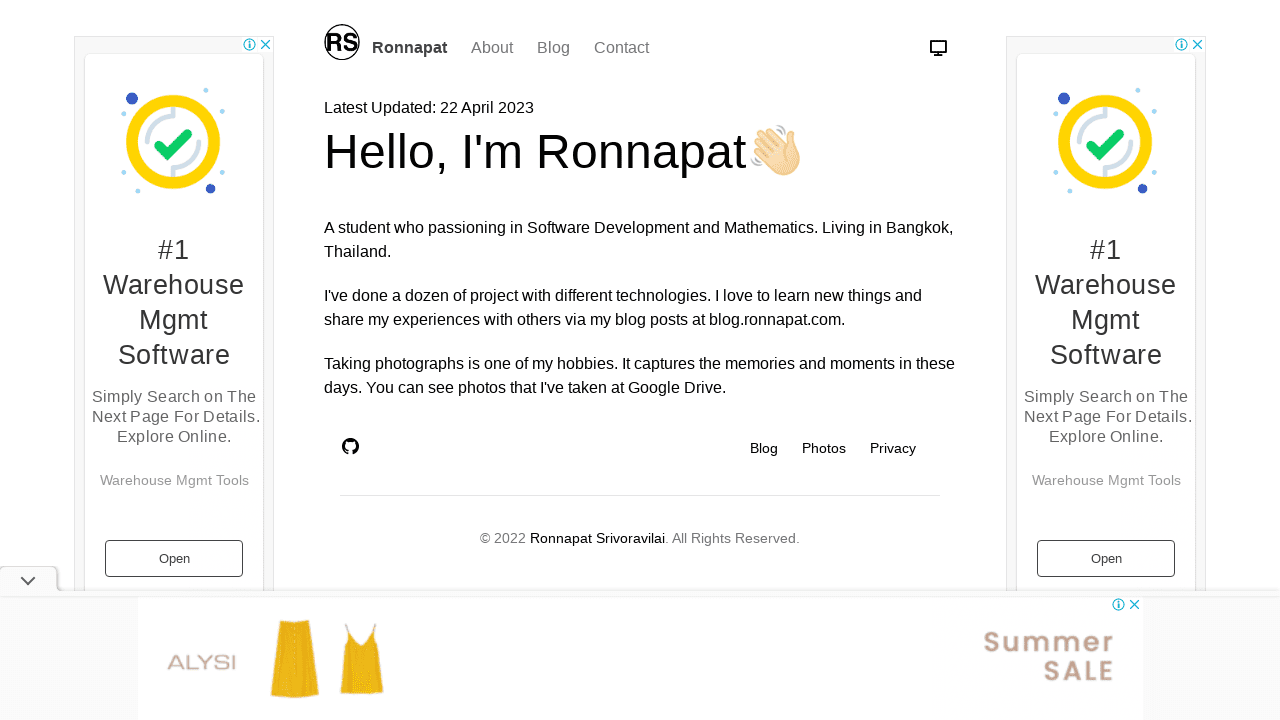 RS
Ronnapat
About
Blog
Contact
Latest Updated: 22 April 2023
Hello, I'm Ronnapat
A student who passioning in Software Development and Mathematics. Living in Bangkok,
Thailand.
I've done a dozen of project with different technologies. I love to learn new things and
share my experiences with others via my blog posts at blog.ronnapat.com.
Taking photographs is one of my hobbies. It captures the memories and moments in these
days. You can see photos that I've taken at Google Drive.
Blog
Photos
Privacy
© 2022 Ronnapat Srivoravilai. All Rights Reserved.
#1
Warehouse
Mgmt
Software
Simply Search on The
Next Page For Details.
Explore Online.
Warehouse Mgmt Tools
Open
#1
Warehouse
Mgmt
Software
Simply Search on The
Next Page For Details.
Explore Online.
Warehouse Mgmt Tools
Open
ALYSI
Summer
SALE